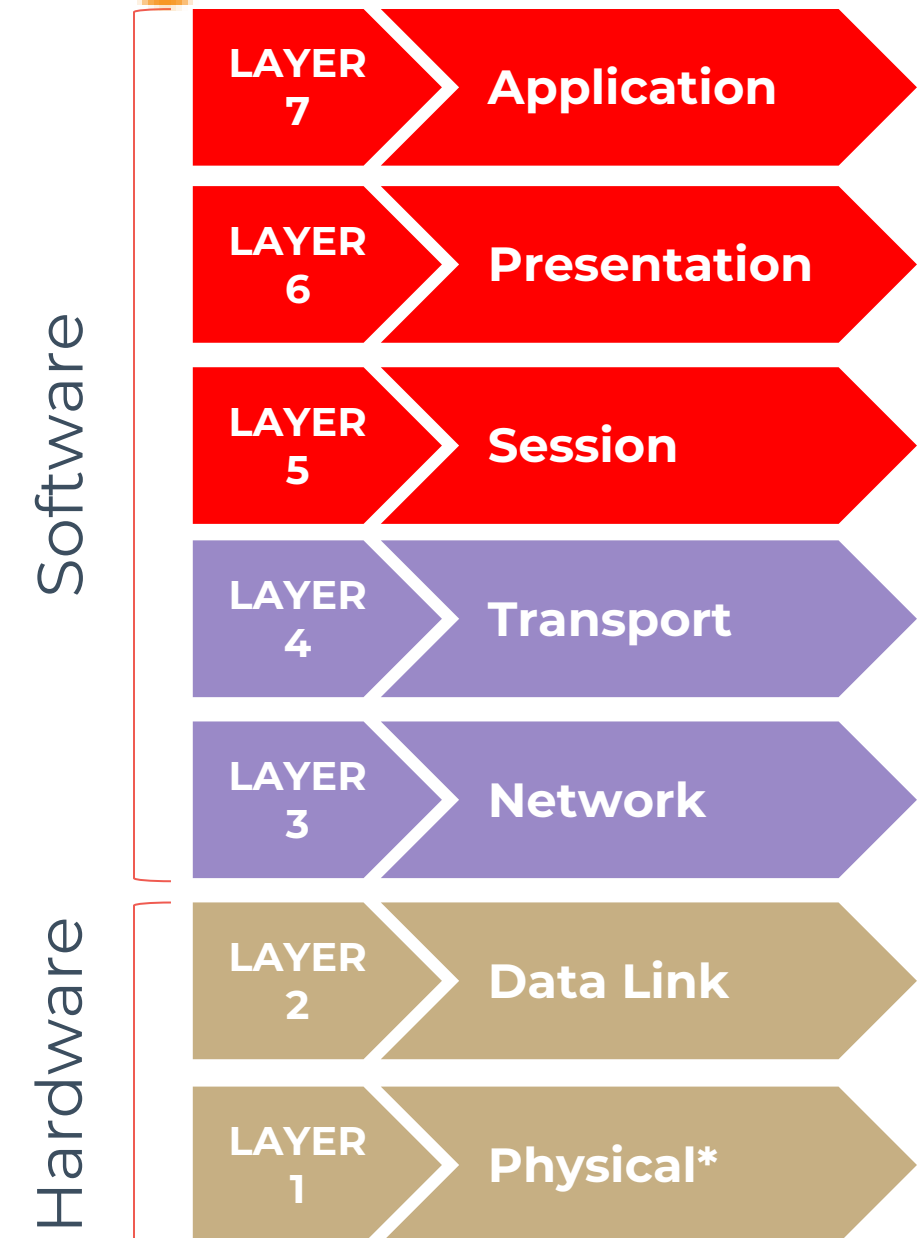 Software
LAYER
7
Application
LAYER
6
Presentation
LAYER
5
Session
LAYER
4
Transport
LAYER
3
Network
Hardware
LAYER
2
Data Link
LAYER
1
Physical*